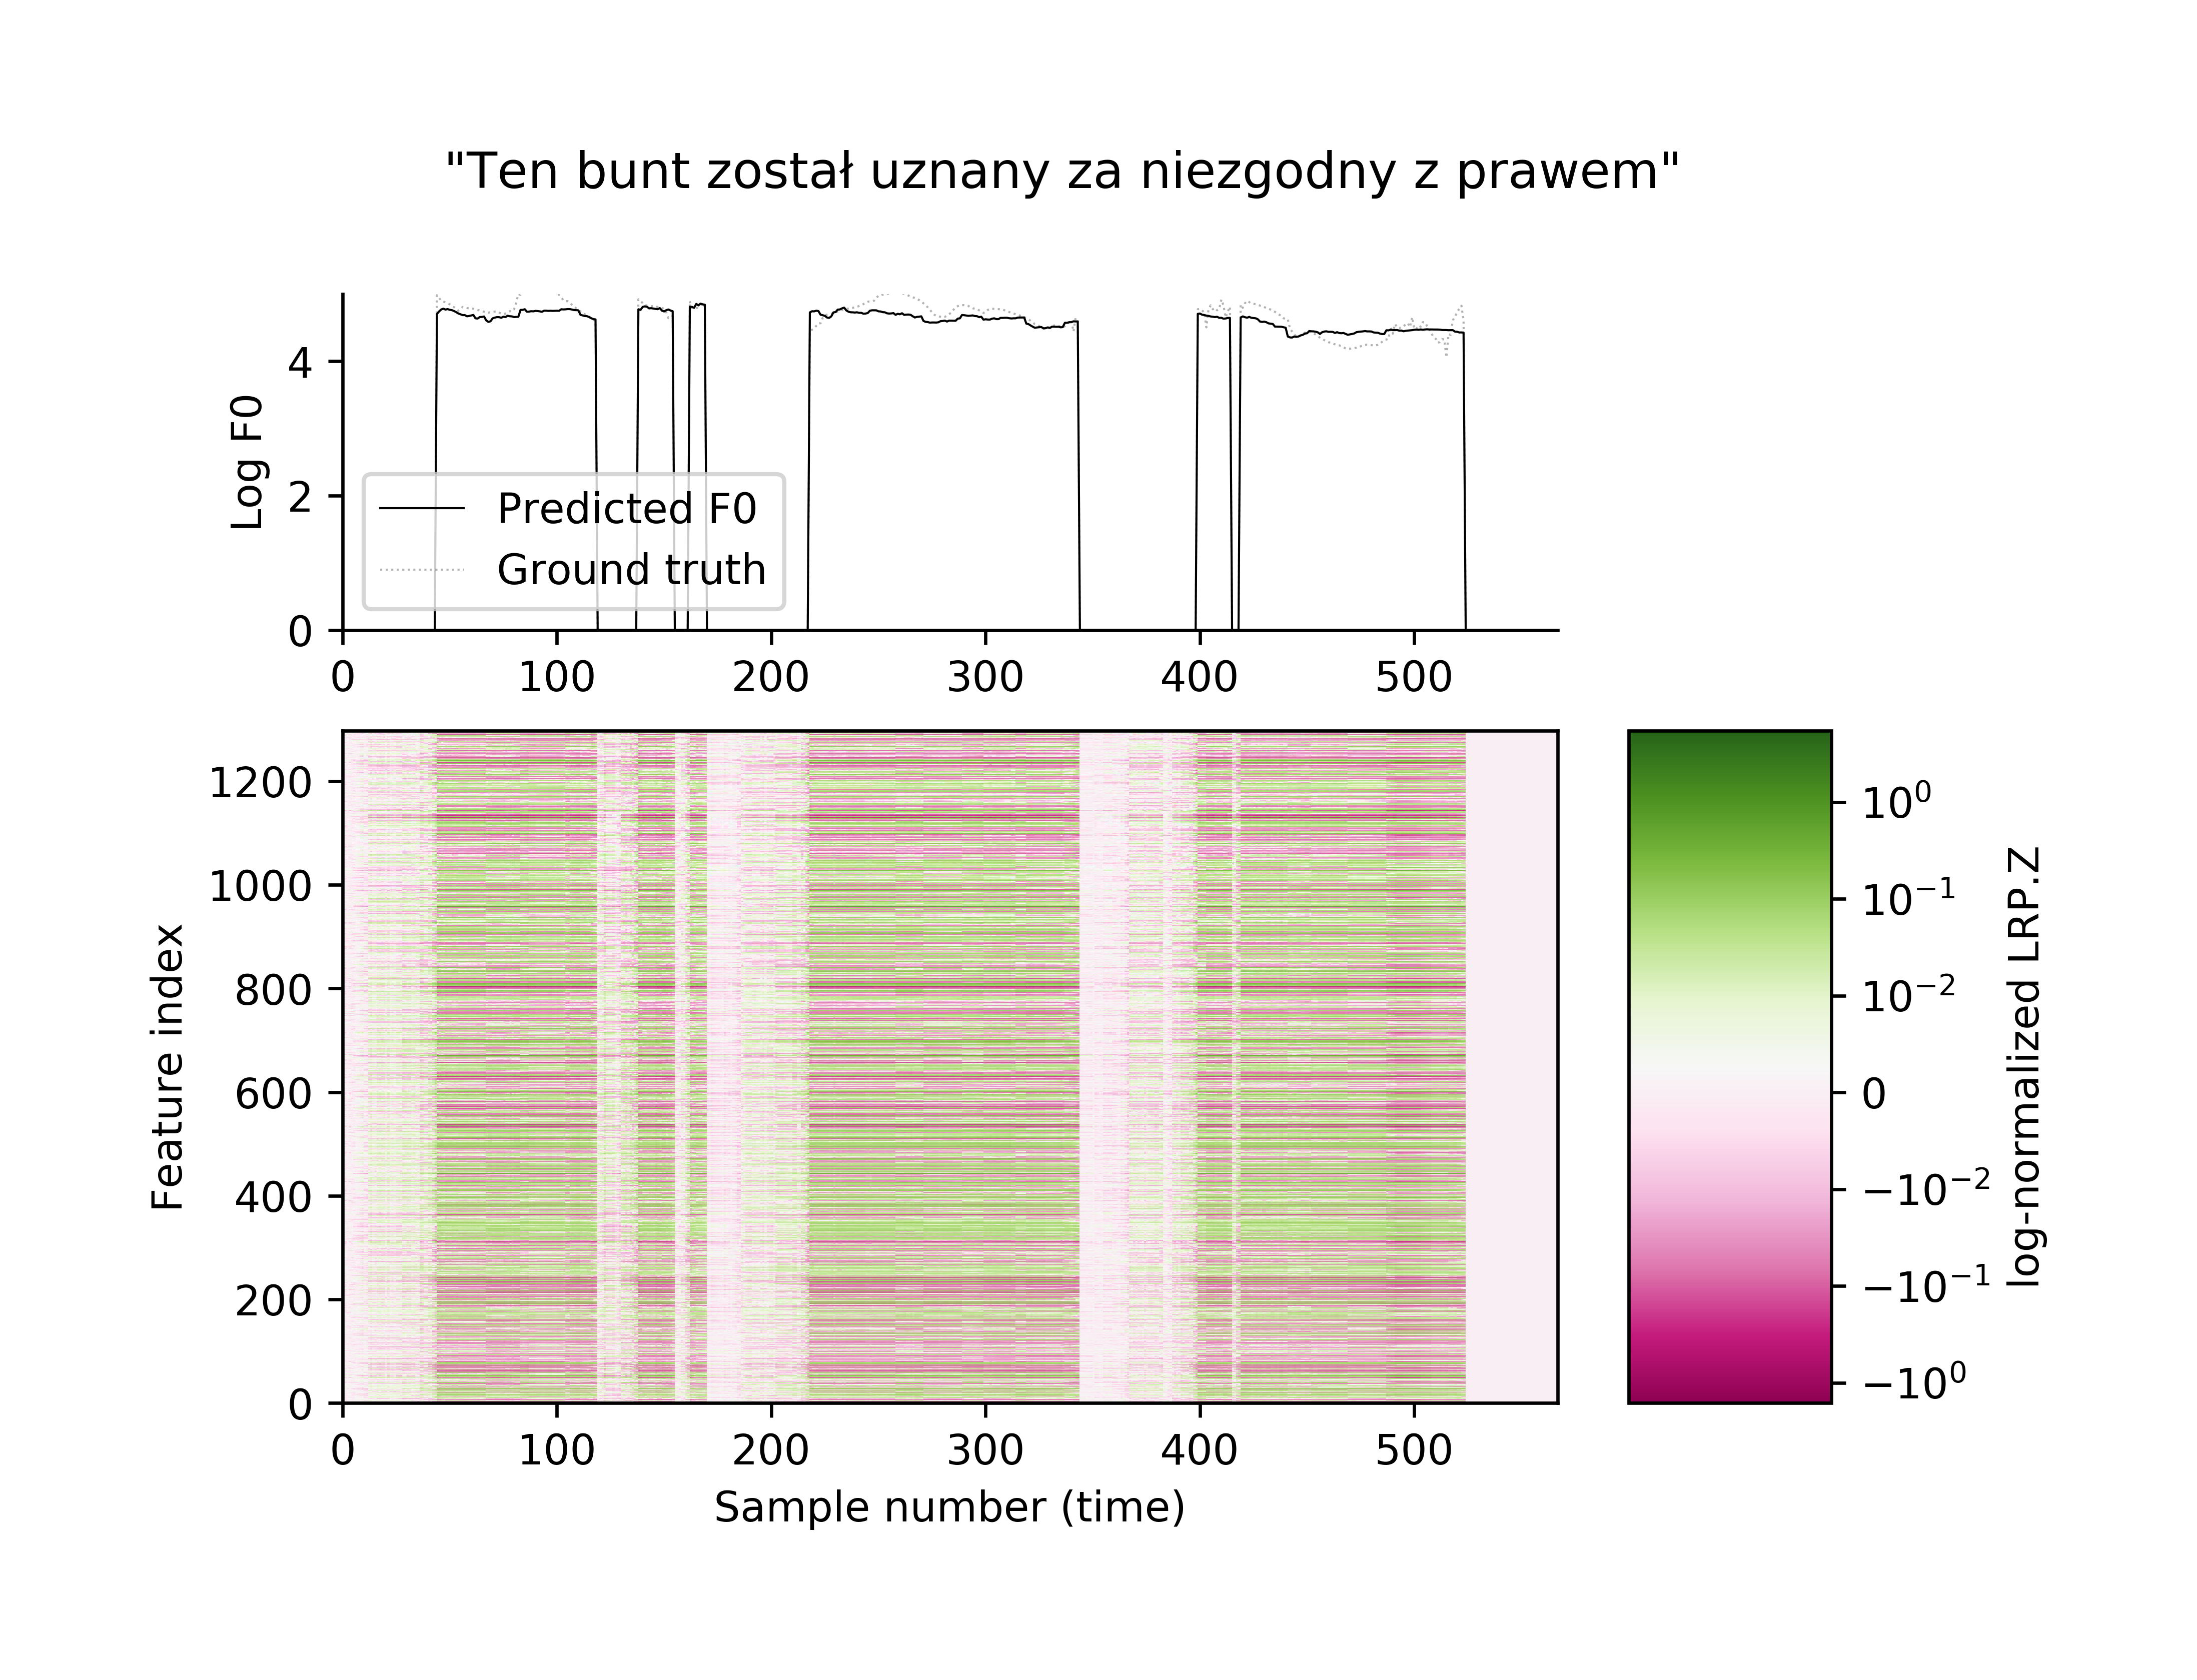 "Ten bunt został uznany za niezgodny z prawem"
Log F0
4
2
0
Predicted F0
Ground truth
0 100 200 300 400 500
Feature index
1200
1000
800
600
400
200
0
0 100 200 300 400 500
Sample number (time)
10⁰
10⁻¹
10⁻²
0
−10⁻²
−10⁻¹
−10⁰
log-normalized LRP.Z